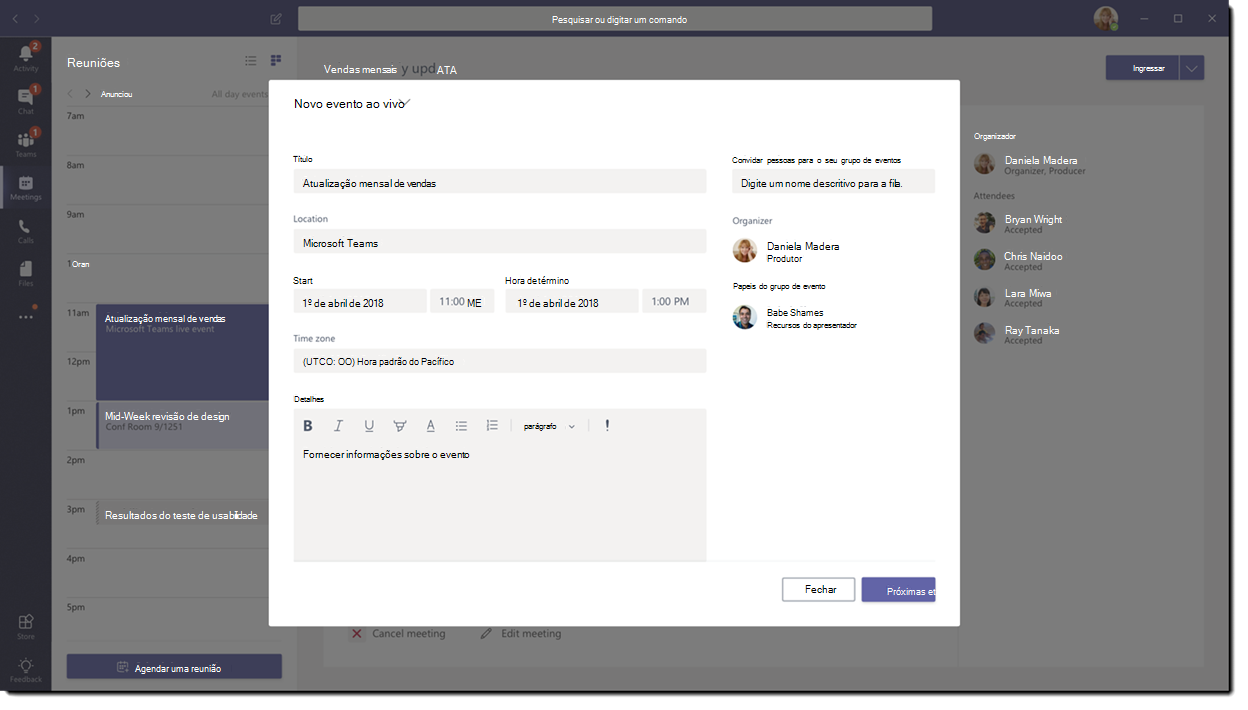 Pesquisar ou digitar um comando
2
Activity
1
Chat
1
Teams
Meetings
Calls
Files
Store
Feedback
Reuniões
Anunciou
All day events
7am
8am
9am
1 Oran
11am
Atualização mensal de vendas
Microsoft Teams live event
12pm
1pm
Mid-Week revisão de design
Conf Room 9/1251
2pm
3pm
Resultados do teste de usabilidade
4pm
5pm
Agendar uma reunião
Vendas mensais y upd ATA
Ingressar
Novo evento ao vivo
Título
Atualização mensal de vendas
Location
Microsoft Teams
Start
Hora de término
1º de abril de 2018
11:00 ME
1º de abril de 2018
1:00 PM
Time zone
(UTCO: OO) Hora padrão do Pacífico
Detalhes
B I U A parágrafo !
Fornecer informações sobre o evento
Convidar pessoas para o seu grupo de eventos
Digite um nome descritivo para a fila.
Organizer
Daniela Madera
Produtor
Papeis do grupo de evento
Babe Shames
Recursos do apresentador
Fechar
Próximas et
Cancel meeting
Edit meeting
Organizador
Daniela Madera
Organizer, Producer
Attendees
Bryan Wright
Accepted
Chris Naidoo
Accepted
Lara Miwa
Accepted
Ray Tanaka
Accepted